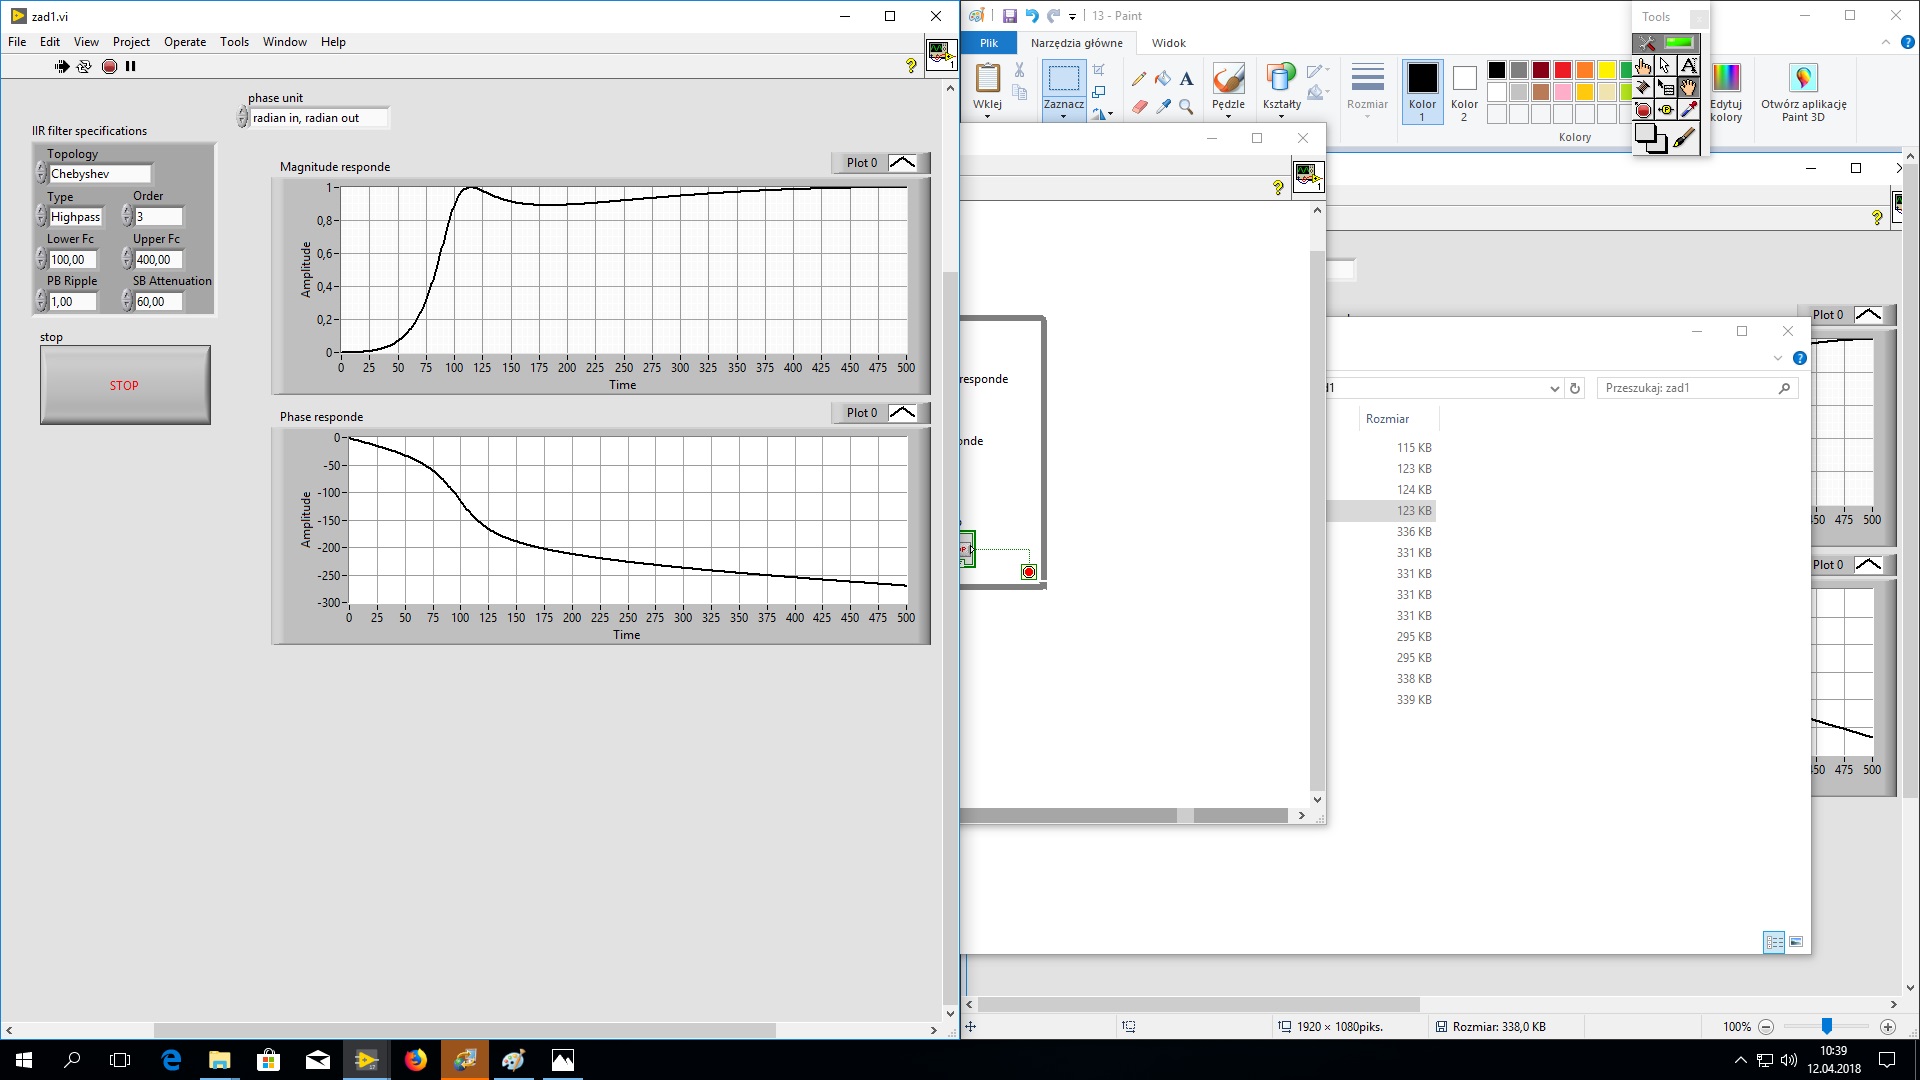 zad1.vi
File Edit View Project Operate Tools Window Help
phase unit
radian in, radian out
IIR filter specifications
Topology
Chebyshev
Type Order
Highpass 3
Lower Fc Upper Fc
100,00 400,00
PB Ripple SB Attenuation
1,00 60,00
stop
STOP
Magnitude responde
Plot 0
1
0,8
0,6
0,4
0,2
0
Amplitude
0 25 50 75 100 125 150 175 200 225 250 275 300 325 350 375 400 425 450 475 500
Time
Phase responde
Plot 0
0
-50
-100
-150
-200
-250
-300
Amplitude
0 25 50 75 100 125 150 175 200 225 250 275 300 325 350 375 400 425 450 475 500
Time
13 - Paint
Plik Narzędzia główne Widok
Wklej
Zaznacz
Pędzle
Kształty
Rozmiar
Kolor 1
Kolor 2
Edytuj kolory
Otwórz aplikację Paint 3D
Kolory
Tools
responde
onde
Plot 0
450 475 500
Plot 0
450 475 500
Przeszukaj: zad1
Rozmiar
115 KB
123 KB
124 KB
123 KB
336 KB
331 KB
331 KB
331 KB
331 KB
295 KB
295 KB
338 KB
339 KB
1920 × 1080piks.
Rozmiar: 338,0 KB
100%
10:39
12.04.2018